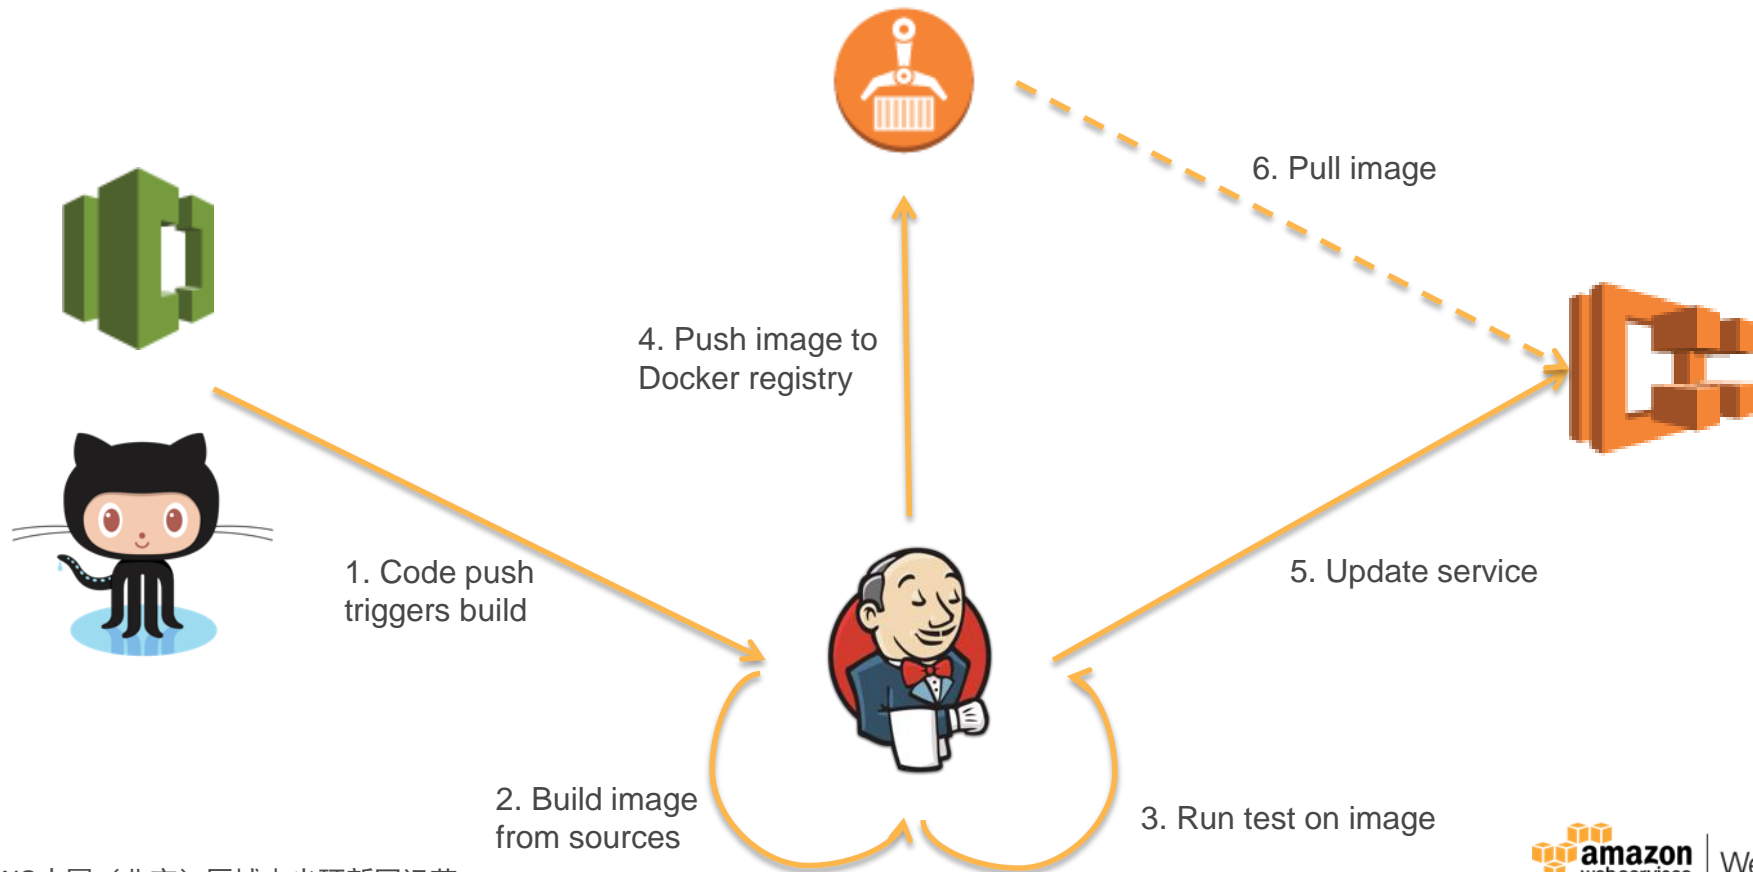 6. Pull image
4. Push image to
Docker registry
1. Code push
triggers build
5. Update service
2. Build image
from sources
3. Run test on image
amazon